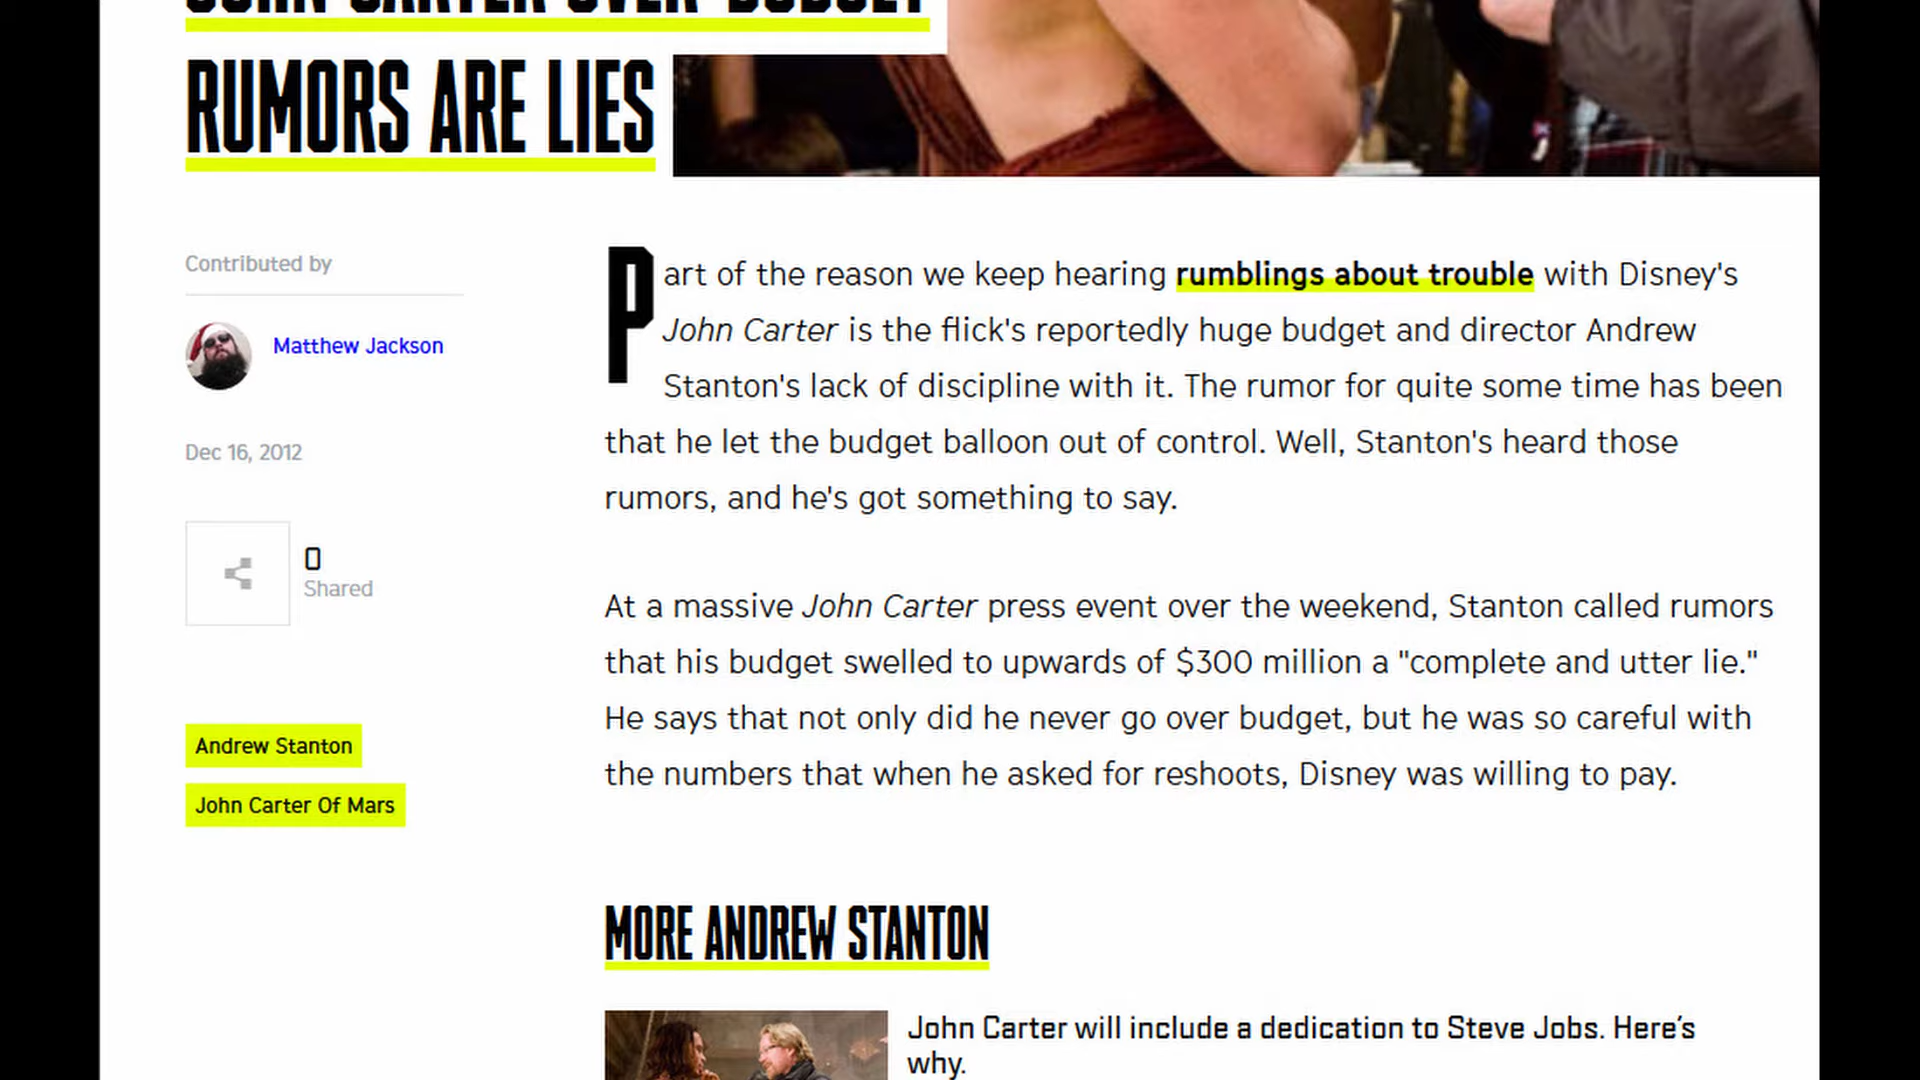 JOHN CARTER OVER-BUDGET
RUMORS ARE LIES
Contributed by
Matthew Jackson
Dec 16, 2012
0
Shared
Andrew Stanton
John Carter Of Mars
Part of the reason we keep hearing rumblings about trouble with Disney's
John Carter is the flick's reportedly huge budget and director Andrew
Stanton's lack of discipline with it. The rumor for quite some time has been
that he let the budget balloon out of control. Well, Stanton's heard those
rumors, and he's got something to say.
At a massive John Carter press event over the weekend, Stanton called rumors
that his budget swelled to upwards of $300 million a "complete and utter lie."
He says that not only did he never go over budget, but he was so careful with
the numbers that when he asked for reshoots, Disney was willing to pay.
MORE ANDREW STANTON
John Carter will include a dedication to Steve Jobs. Here's
why.